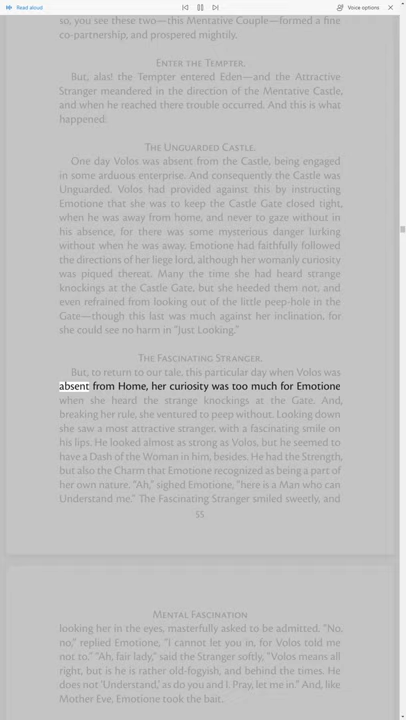 Read aloud
Voice options
so, you see these two—this Mentative Couple—formed a fine
co-partnership, and prospered mightily.
Enter the Tempter.
But, alas! the Tempter entered Eden—and the Attractive
Stranger meandered in the direction of the Mentative Castle,
and when he reached there trouble occurred. And this is what
happened:
The Unguarded Castle.
One day Volos was absent from the Castle, being engaged
in some arduous enterprise. And consequently the Castle was
Unguarded. Volos had provided against this by instructing
Emotione that she was to keep the Castle Gate closed tight,
when he was away from home, and never to gaze without in
his absence, for there was some mysterious danger lurking
without when he was away. Emotione had faithfully followed
the directions of her liege lord, although her womanly curiosity
was piqued thereat. Many the time she had heard strange
knockings at the Castle Gate, but she heeded them not, and
even refrained from looking out of the little peep-hole in the
Gate—though this last was much against her inclination, for
she could see no harm in “Just Looking.”
The Fascinating Stranger.
But, to return to our tale, this particular day when Volos was
absent from Home, her curiosity was too much for Emotione
when she heard the strange knockings at the Gate. And,
breaking her rule, she ventured to peep without. Looking down
she saw a most attractive stranger, with a fascinating smile on
his lips. He looked almost as strong as Volos, but he seemed to
have a Dash of the Woman in him, besides. He had the Strength,
but also the Charm that Emotione recognized as being a part of
her own nature. “Ah,” sighed Emotione, “here is a Man who can
Understand me.” The Fascinating Stranger smiled sweetly, and
55
Mental Fascination
looking her in the eyes, masterfully asked to be admitted. “No,
no,” replied Emotione, “I cannot let you in, for Volos told me
not to.” “Ah, fair lady,” said the Stranger softly, “Volos means all
right, but is he is rather old-fogyish, and behind the times. He
does not ‘Understand,’ as do you and I. Pray, let me in.” And, like
Mother Eve, Emotione took the bait.